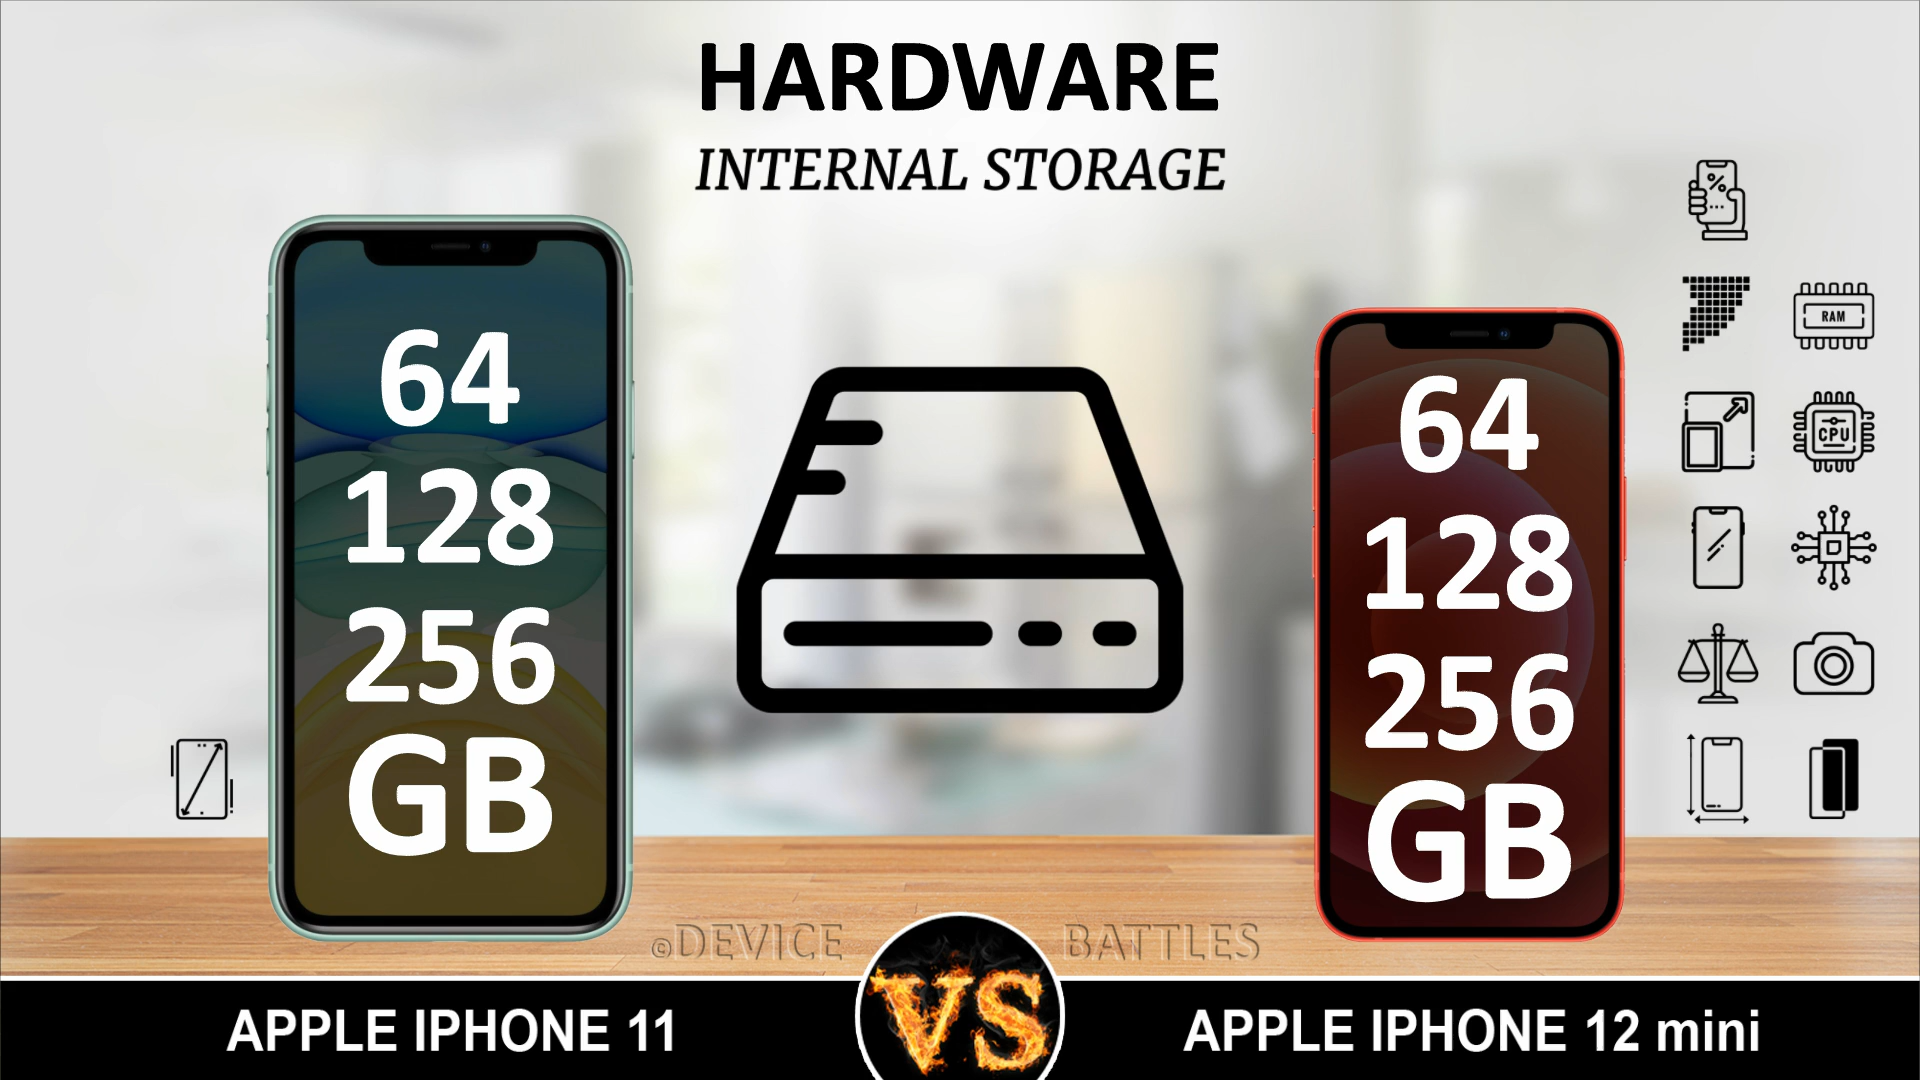 HARDWARE
INTERNAL STORAGE
64
128
256
GB
64
128
256
GB
RAM
CPU
©DEVICE BATTLES
APPLE IPHONE 11
VS
APPLE IPHONE 12 mini